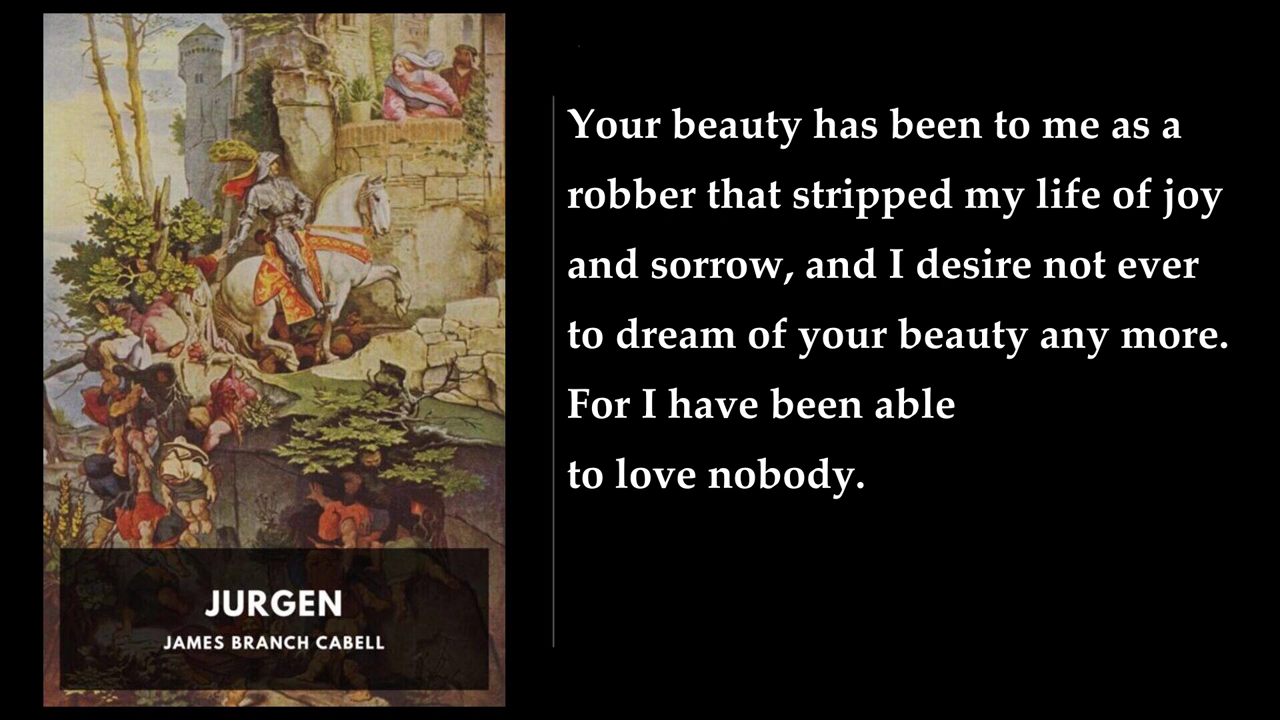 JURGEN
JAMES BRANCH CABELL
Your beauty has been to me as a
robber that stripped my life of joy
and sorrow, and I desire not ever
to dream of your beauty any more.
For I have been able
to love nobody.